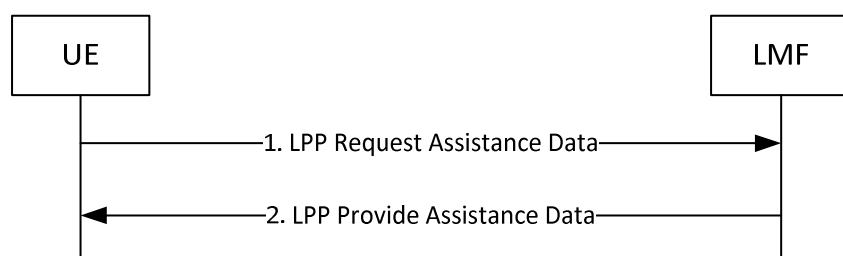 UE
LMF
1. LPP Request Assistance Data
2. LPP Provide Assistance Data